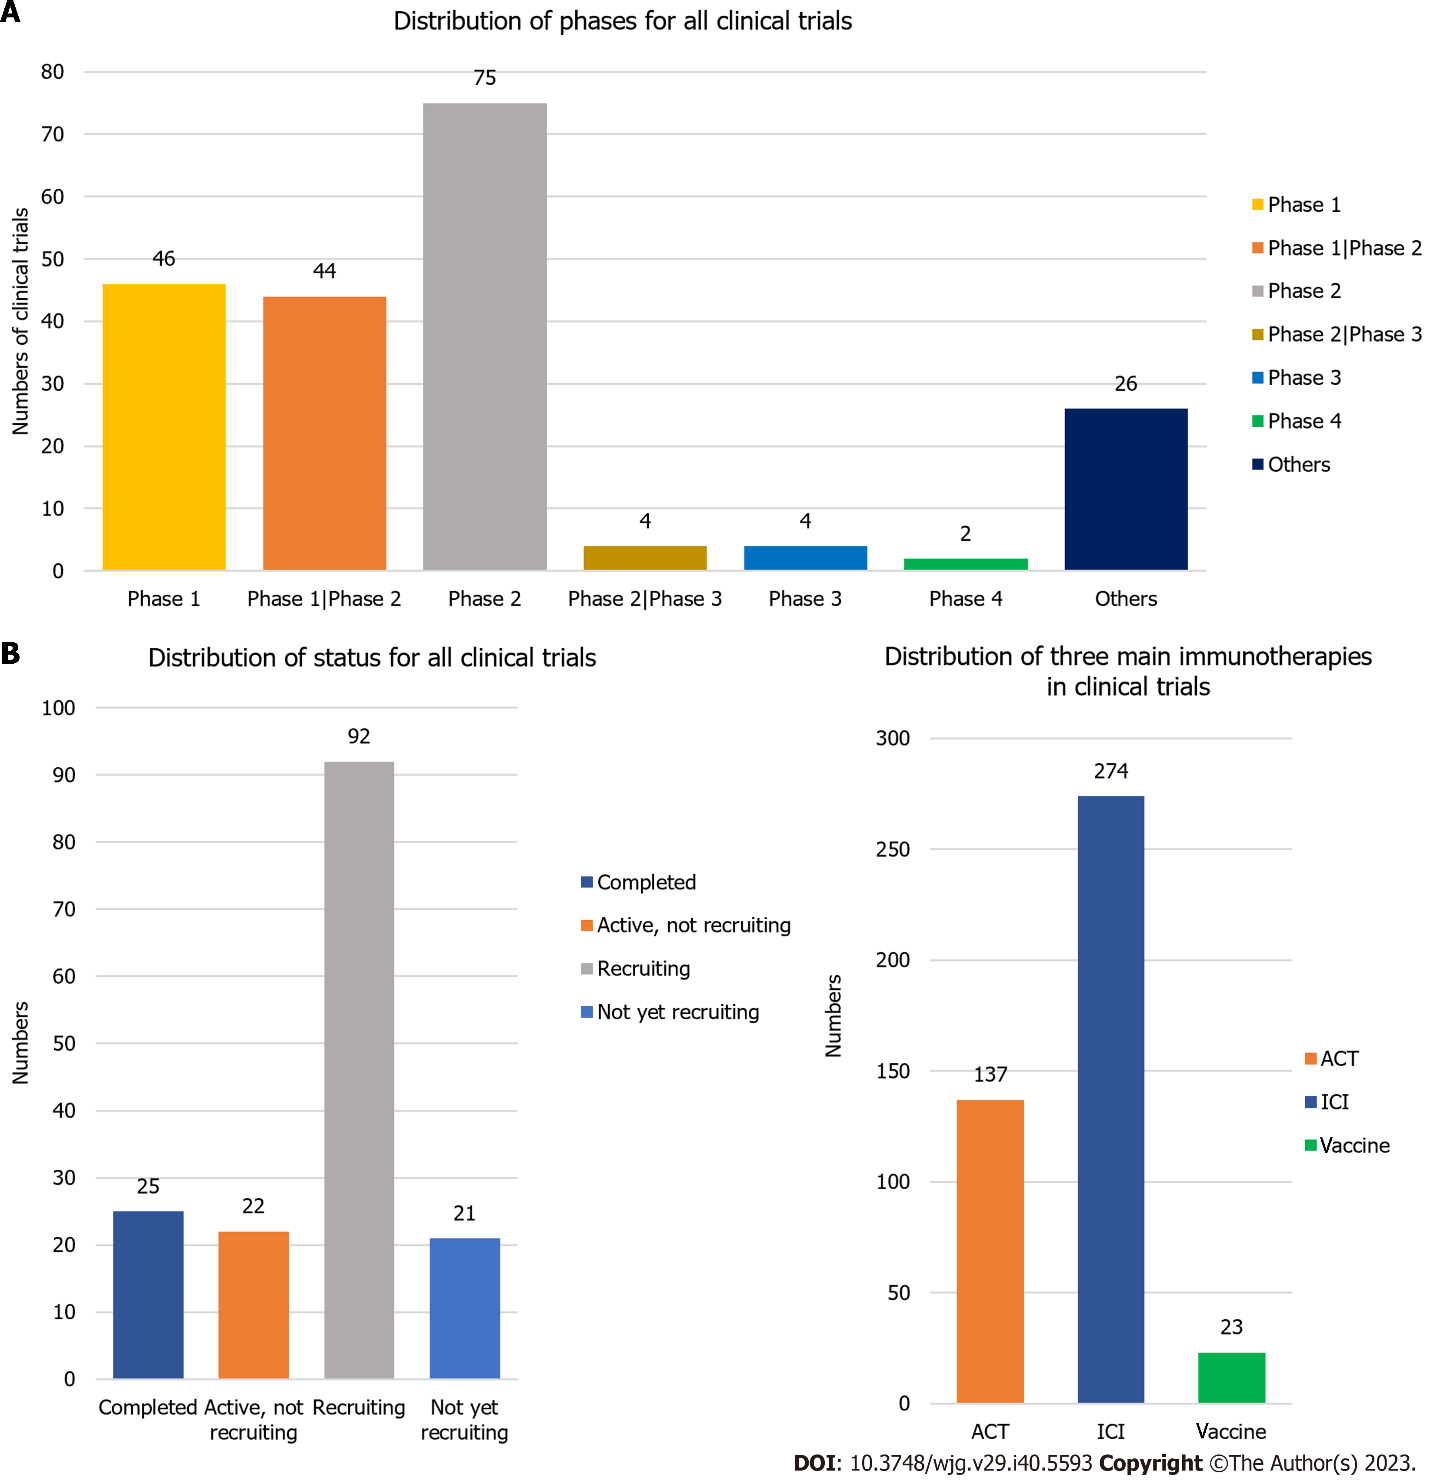 A
Distribution of phases for all clinical trials
Numbers of clinical trials
80
70
60
50
40
30
20
10
0
46
44
75
4
4
2
26
Phase 1
Phase 1|Phase 2
Phase 2
Phase 2|Phase 3
Phase 3
Phase 4
Others
Phase 1
Phase 1|Phase 2
Phase 2
Phase 2|Phase 3
Phase 3
Phase 4
Others
B
Distribution of status for all clinical trials
Numbers
100
90
80
70
60
50
40
30
20
10
0
25
22
92
21
Completed
Active, not
recruiting
Recruiting
Not yet
recruiting
Completed
Active, not recruiting
Recruiting
Not yet recruiting
Distribution of three main immunotherapies
in clinical trials
Numbers
300
250
200
150
100
50
0
137
274
23
ACT
ICI
Vaccine
ACT
ICI
Vaccine
DOI: 10.3748/wjg.v29.i40.5593 Copyright ©The Author(s) 2023.